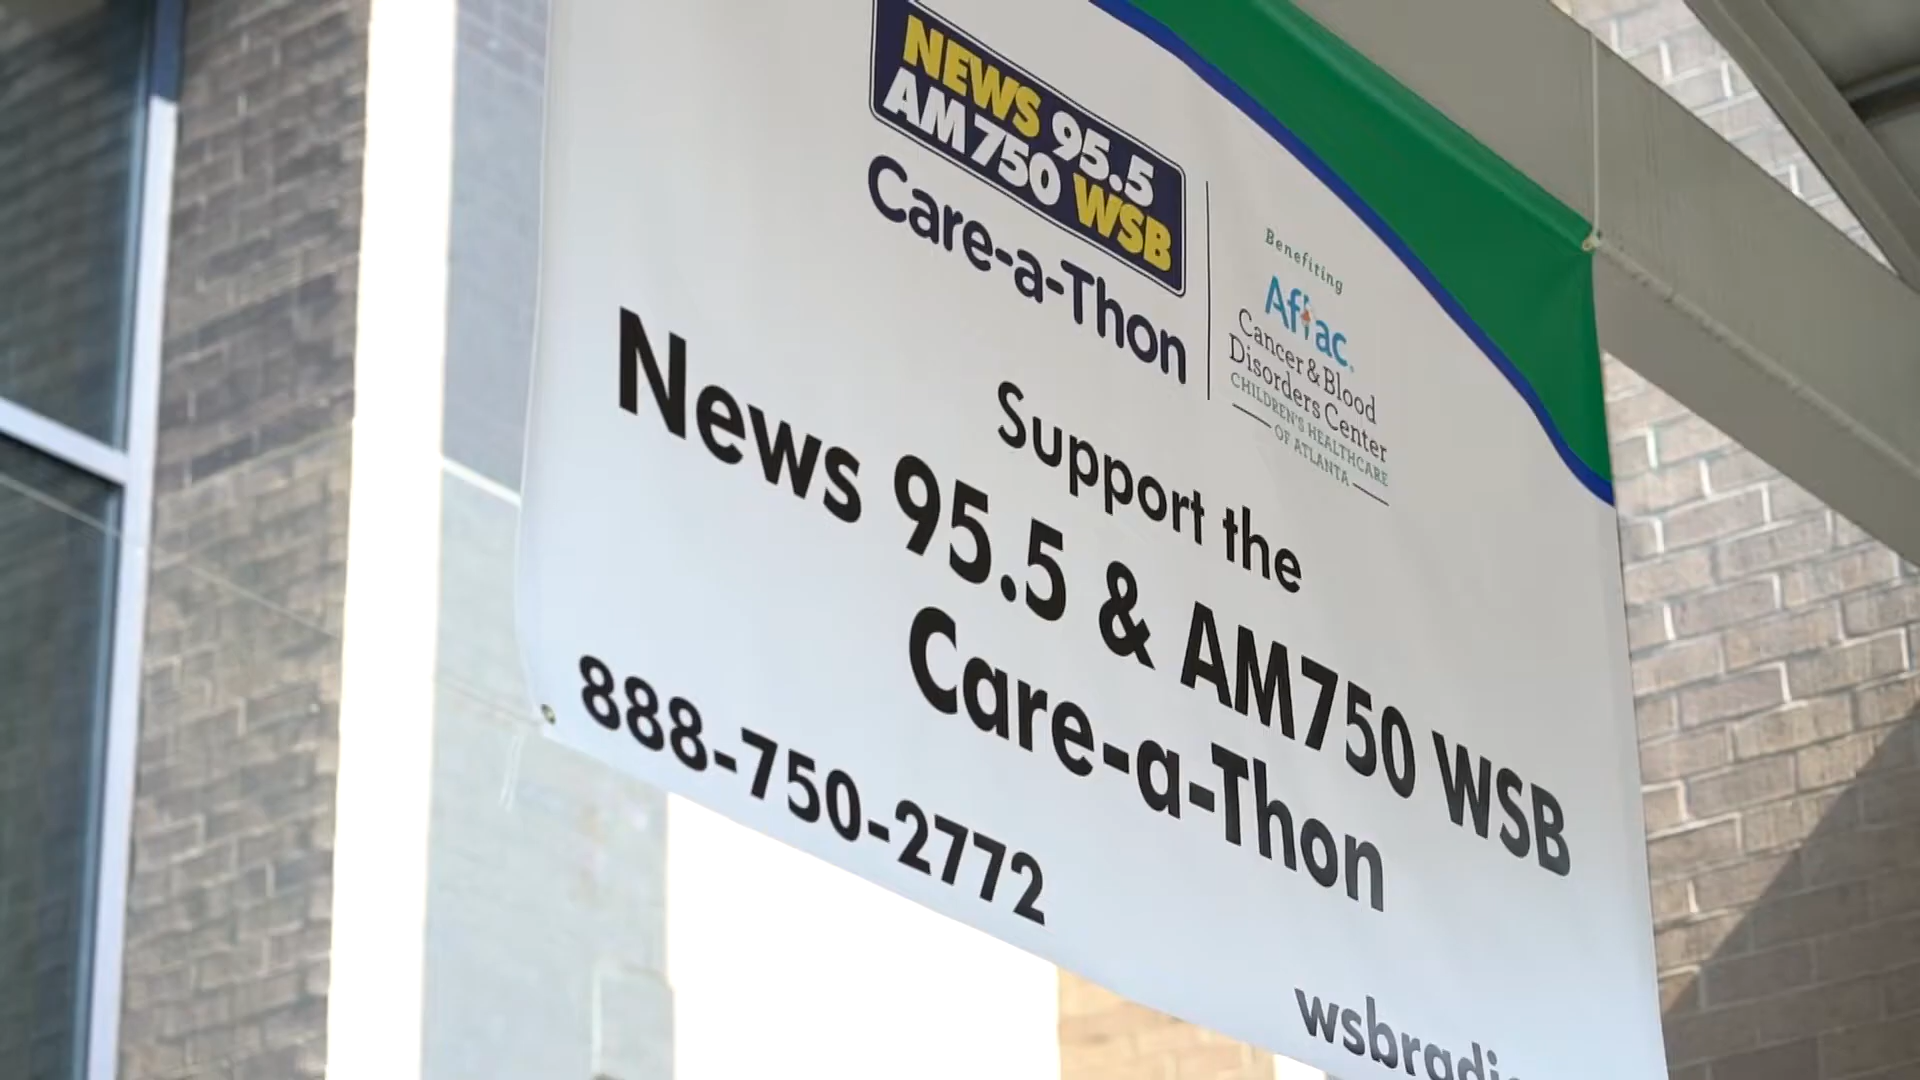 NEWS 95.5
AM750 WSB
Care-a-Thon
Benefiting
Aflac
Cancer & Blood
Disorders Center
CHILDREN'S HEALTHCARE
OF ATLANTA
Support the
News 95.5 & AM750 WSB
Care-a-Thon
888-750-2772
wsbradi